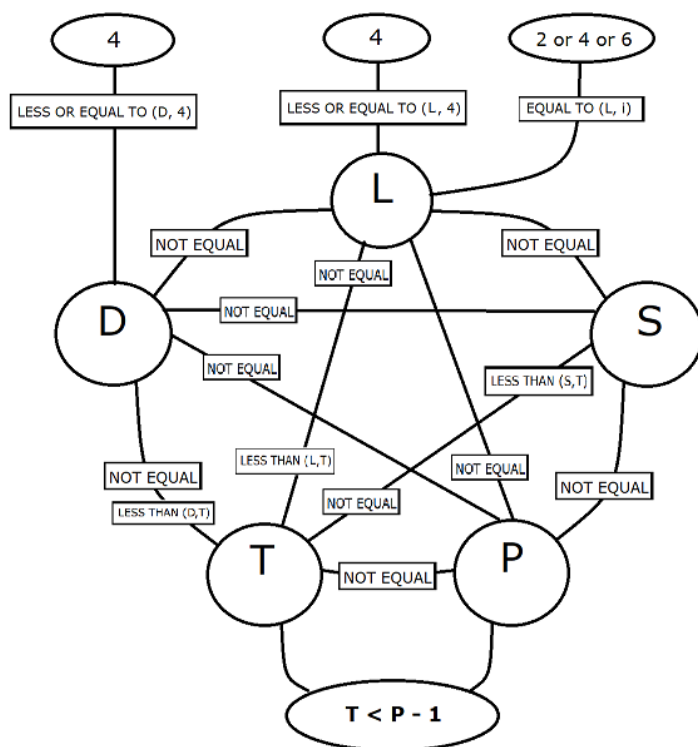 4
4
2 or 4 or 6
LESS OR EQUAL TO (D, 4)
LESS OR EQUAL TO (L, 4)
EQUAL TO (L, i)
L
NOT EQUAL
NOT EQUAL
NOT EQUAL
D
NOT EQUAL
S
NOT EQUAL
LESS THAN (S,T)
LESS THAN (L,T)
NOT EQUAL
NOT EQUAL
NOT EQUAL
NOT EQUAL
LESS THAN (D,T)
T
P
NOT EQUAL
T < P - 1